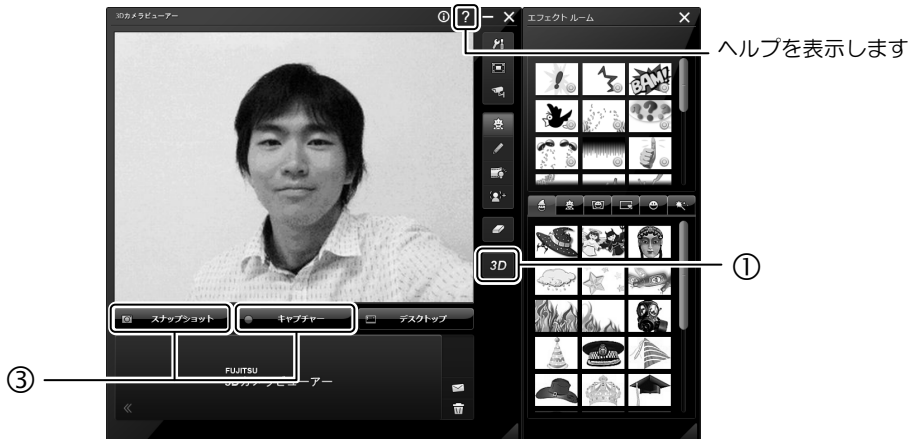 3Dカメラビューアー
エフェクト ルーム
ヘルプを表示します
BAM!
3D
①
スナップショット
キャプチャー
デスクトップ
③
FUJITSU
3Dカメラビューアー